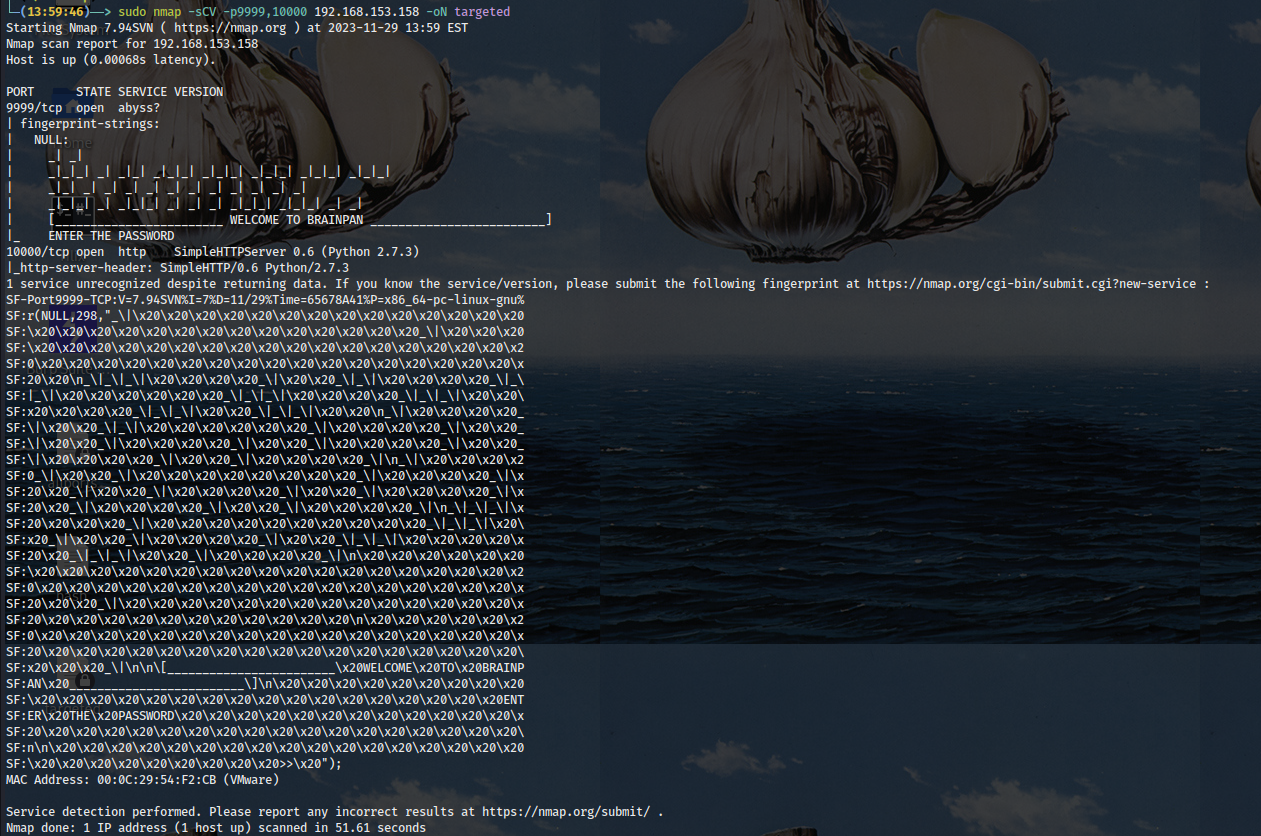 └─(13:59:46)──> sudo nmap -sCV -p9999,10000 192.168.153.158 -oN targeted
Starting Nmap 7.94SVN ( https://nmap.org ) at 2023-11-29 13:59 EST
Nmap scan report for 192.168.153.158
Host is up (0.00068s latency).
PORT      STATE SERVICE VERSION
9999/tcp  open  abyss?
| fingerprint-strings:
|   NULL:
|     _| _|
|     _|_|_| _| _|_| _|_|_| _|_|_| _|_|_| _|_|_| _|_|_|
|     _|_| _| _| _| _| _| _| _| _| _| _| _|
|     _|_|_| _| _|_|_| _| _| _| _|_|_| _|_|_| _| _|
|     [________________________ WELCOME TO BRAINPAN _________________________]
|_    ENTER THE PASSWORD
10000/tcp open  http    SimpleHTTPServer 0.6 (Python 2.7.3)
|_http-server-header: SimpleHTTP/0.6 Python/2.7.3
1 service unrecognized despite returning data. If you know the service/version, please submit the following fingerprint at https://nmap.org/cgi-bin/submit.cgi?new-service :
SF-Port9999-TCP:V=7.94SVN%I=7%D=11/29%Time=65678A41%P=x86_64-pc-linux-gnu%
SF:r(NULL,298,"_\|\x20\x20\x20\x20\x20\x20\x20\x20\x20\x20\x20\x20\x20\x20
SF:\x20\x20\x20\x20\x20\x20\x20\x20\x20\x20\x20\x20\x20\x20_\|\x20\x20\x20
SF:\x20\x20\x20\x20\x20\x20\x20\x20\x20\x20\x20\x20\x20\x20\x20\x20\x20\x2
SF:0\x20\x20\x20\x20\x20\x20\x20\x20\x20\x20\x20\x20\x20\x20\x20\x20\x20\x
SF:20\x20\n_\|_\|_\|\x20\x20\x20\x20_\|\x20\x20_\|_\|\x20\x20\x20\x20_\|_\
SF:|_\|\x20\x20\x20\x20\x20\x20_\|_\|_\|\x20\x20\x20\x20_\|_\|_\|\x20\x20\
SF:x20\x20\x20\x20_\|_\|_\|\x20\x20\x20\n_\|\x20\x20\x20\x20_
SF:\|\x20\x20_\|_\|\x20\x20\x20\x20\x20\x20_\|\x20\x20\x20\x20_\|\x20\x20_
SF:\|\x20\x20_\|\x20\x20\x20\x20_\|\x20\x20_\|\x20\x20\x20\x20_\|\x20\x20_
SF:\|\x20\x20\x20\x20_\|\x20\x20_\|\x20\x20\x20\x20_\|\n_\|\x20\x20\x20\x2
SF:0_\|\x20\x20_\|\x20\x20\x20\x20\x20\x20\x20\x20_\|\x20\x20\x20\x20_\|\x
SF:20\x20_\|\x20\x20_\|\x20\x20\x20\x20_\|\x20\x20_\|\x20\x20\x20\x20_\|\x
SF:20\x20_\|\x20\x20\x20\x20_\|\x20\x20_\|\x20\x20\x20\x20_\|\n_\|_\|_\|\x
SF:20\x20\x20\x20_\|\x20\x20\x20\x20\x20\x20\x20\x20\x20\x20_\|_\|_\|\x20\
SF:x20_\|\x20\x20_\|\x20\x20\x20\x20_\|\x20\x20_\|_\|_\|\x20\x20\x20\x20\x
SF:20\x20_\|_\|_\|\x20\x20_\|\x20\x20\x20\x20_\|\n\x20\x20\x20\x20\x20\x20
SF:\x20\x20\x20\x20\x20\x20\x20\x20\x20\x20\x20\x20\x20\x20\x20\x20\x20\x2
SF:0\x20\x20\x20\x20\x20\x20\x20\x20\x20\x20\x20\x20\x20\x20\x20\x20\x20\x
SF:20\x20\x20_\|\x20\x20\x20\x20\x20\x20\x20\x20\x20\x20\x20\x20\x20\x20\x
SF:20\x20\x20\x20\x20\x20\x20\x20\x20\x20\x20\x20\n\x20\x20\x20\x20\x20\x2
SF:0\x20\x20\x20\x20\x20\x20\x20\x20\x20\x20\x20\x20\x20\x20\x20\x20\x20\x
SF:20\x20\x20\x20\x20\x20\x20\x20\x20\x20\x20\x20\x20\x20\x20\x20\x20\x20\
SF:x20\x20\x20_\|\n\n\[________________________\x20WELCOME\x20TO\x20BRAINP
SF:AN\x20_________________________\]\n\x20\x20\x20\x20\x20\x20\x20\x20\x20
SF:\x20\x20\x20\x20\x20\x20\x20\x20\x20\x20\x20\x20\x20\x20\x20\x20\x20ENT
SF:ER\x20THE\x20PASSWORD\x20\x20\x20\x20\x20\x20\x20\x20\x20\x20\x20\x20\x
SF:20\x20\x20\x20\x20\x20\x20\x20\x20\x20\x20\x20\x20\x20\x20\x20\x20\x20\
SF:n\n\x20\x20\x20\x20\x20\x20\x20\x20\x20\x20\x20\x20\x20\x20\x20\x20\x20
SF:\x20\x20\x20\x20\x20\x20\x20\x20\x20>>\x20");
MAC Address: 00:0C:29:54:F2:CB (VMware)
Service detection performed. Please report any incorrect results at https://nmap.org/submit/ .
Nmap done: 1 IP address (1 host up) scanned in 51.61 seconds